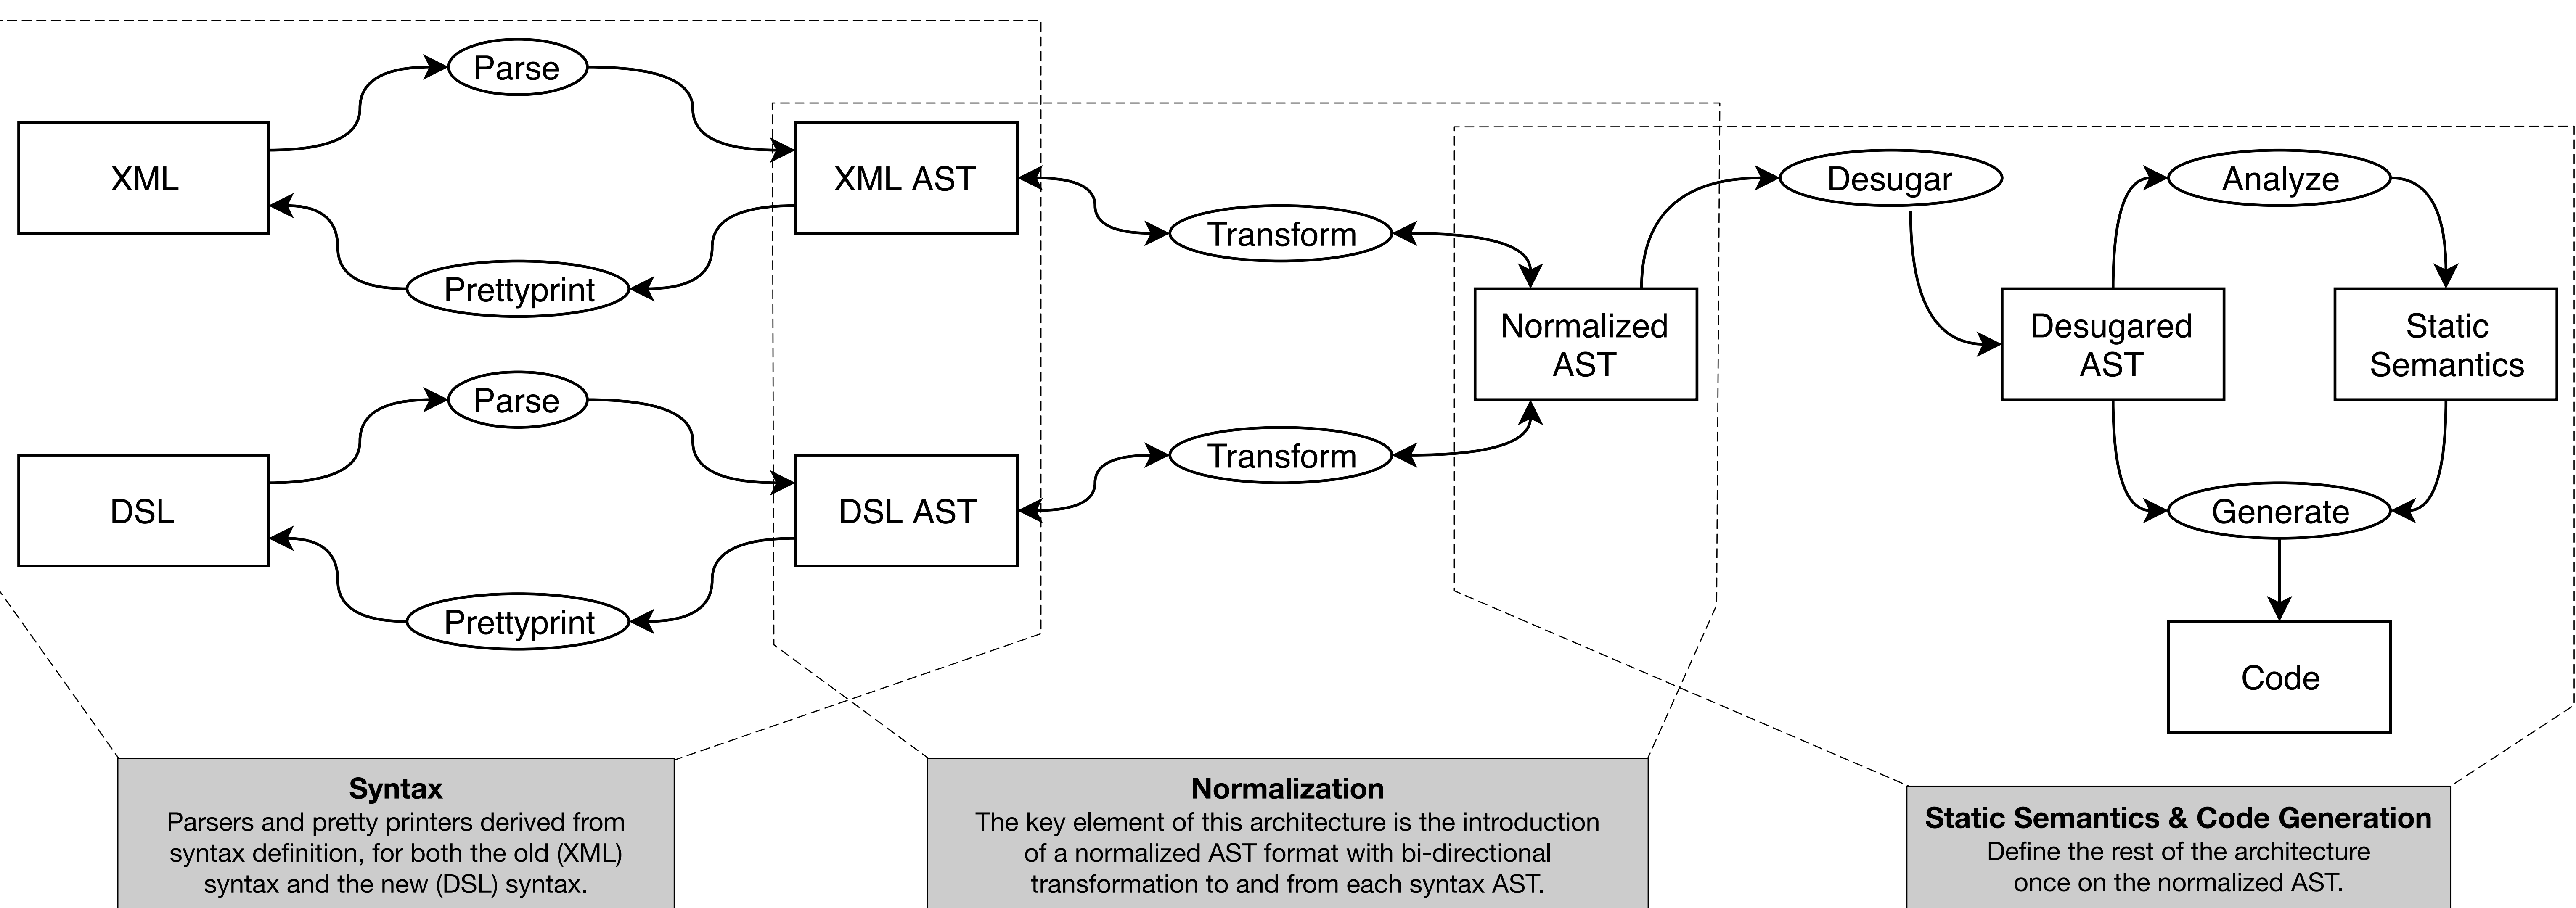 Parse
XML
XML AST
Prettyprint
Transform
Parse
DSL
DSL AST
Prettyprint
Transform
Normalized
AST
Desugar
Analyze
Desugared
AST
Static
Semantics
Generate
Code
Syntax
Parsers and pretty printers derived from
syntax definition, for both the old (XML)
syntax and the new (DSL) syntax.
Normalization
The key element of this architecture is the introduction
of a normalized AST format with bi-directional
transformation to and from each syntax AST.
Static Semantics & Code Generation
Define the rest of the architecture
once on the normalized AST.